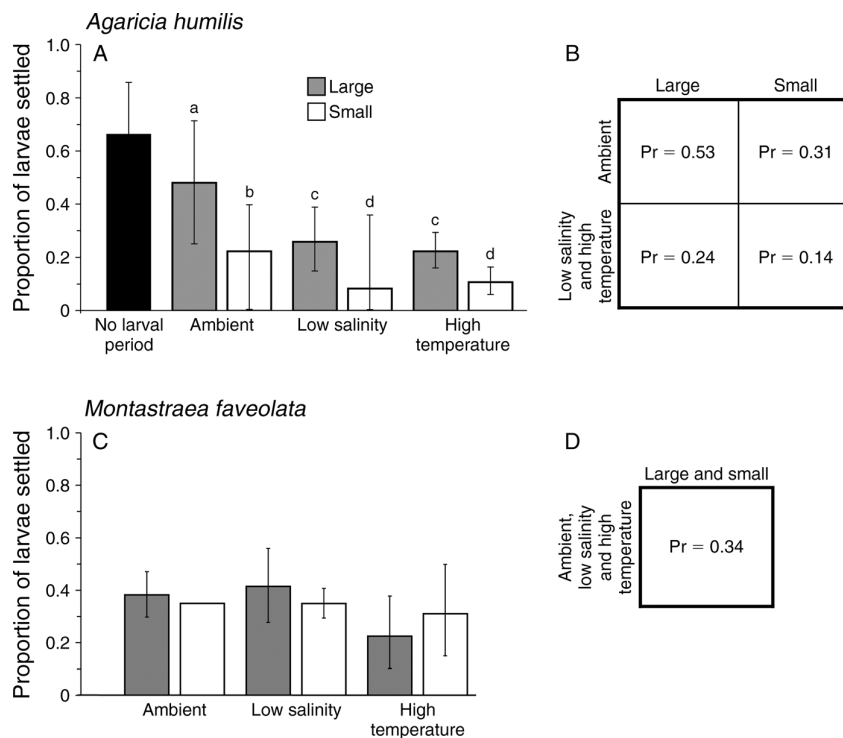 Agaricia humilis
A
1.0
0.8
0.6
0.4
0.2
0
Proportion of larvae settled
Large
Small
a
b
c
d
c
d
No larval
period
Ambient
Low salinity
High
temperature
B
Large
Small
Ambient
Pr = 0.53
Pr = 0.31
Low salinity
and high
temperature
Pr = 0.24
Pr = 0.14
Montastraea faveolata
C
1.0
0.8
0.6
0.4
0.2
0
Proportion of larvae settled
Ambient
Low salinity
High
temperature
D
Large and small
Ambient,
low salinity
and high
temperature
Pr = 0.34